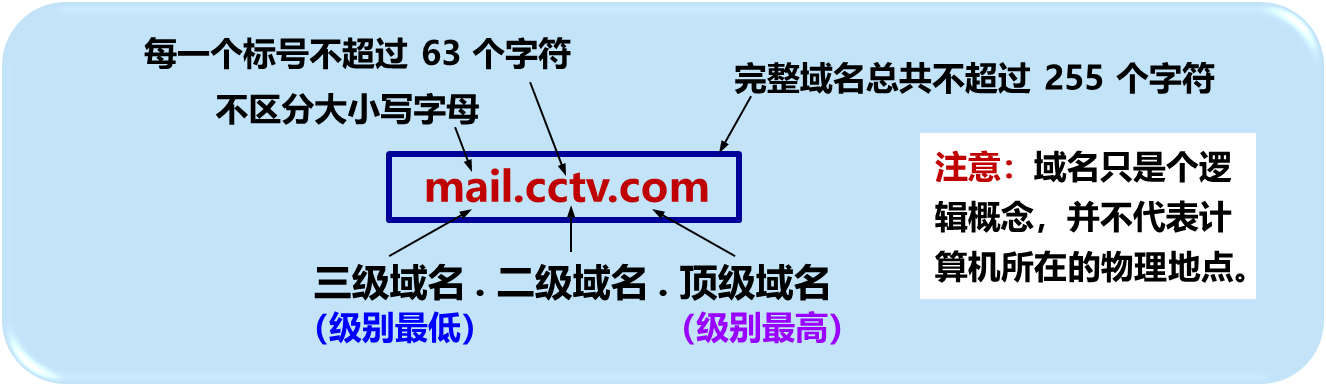 每一个标号不超过 63 个字符
完整域名总共不超过 255 个字符
不区分大小写字母
mail.cctv.com
注意：域名只是个逻
辑概念，并不代表计
算机所在的物理地点。
三级域名 . 二级域名 . 顶级域名
(级别最低) (级别最高)